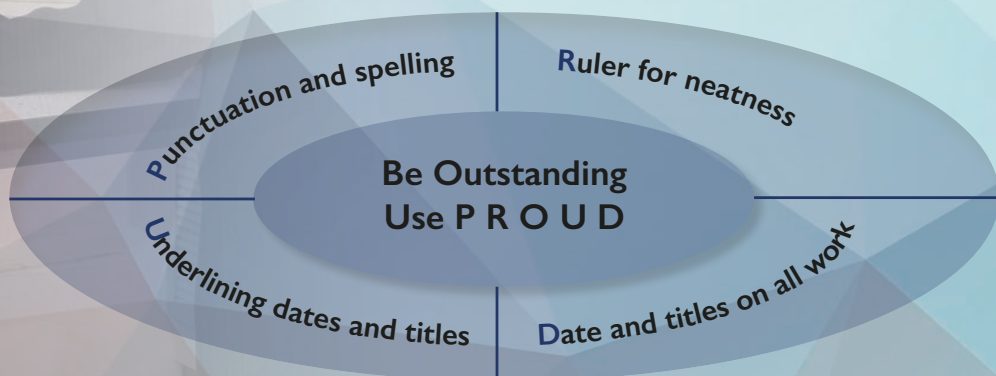 Punctuation and spelling
Ruler for neatness
Be Outstanding
Use P R O U D
Underlining dates and titles
Date and titles on all work